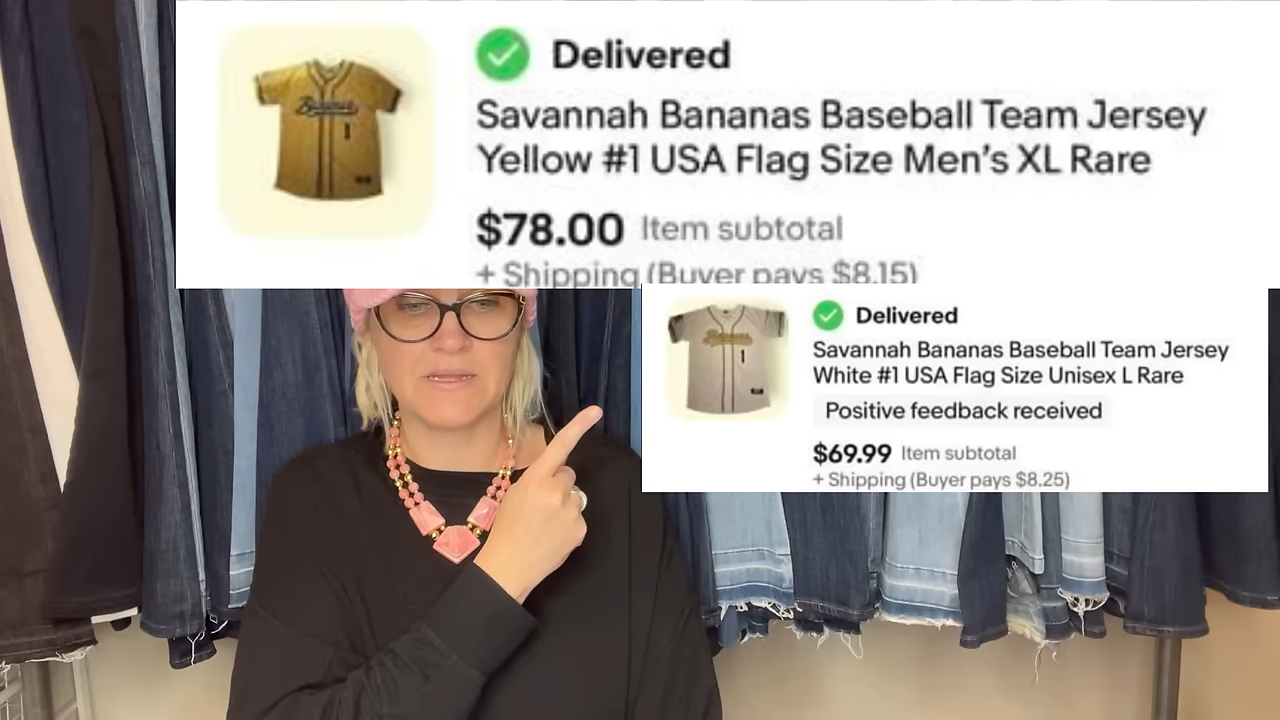 Delivered
Savannah Bananas Baseball Team Jersey
Yellow #1 USA Flag Size Men's XL Rare
$78.00 Item subtotal
+ Shipping (Buyer pays $8.15)
Delivered
Savannah Bananas Baseball Team Jersey
White #1 USA Flag Size Unisex L Rare
Positive feedback received
$69.99 Item subtotal
+ Shipping (Buyer pays $8.25)